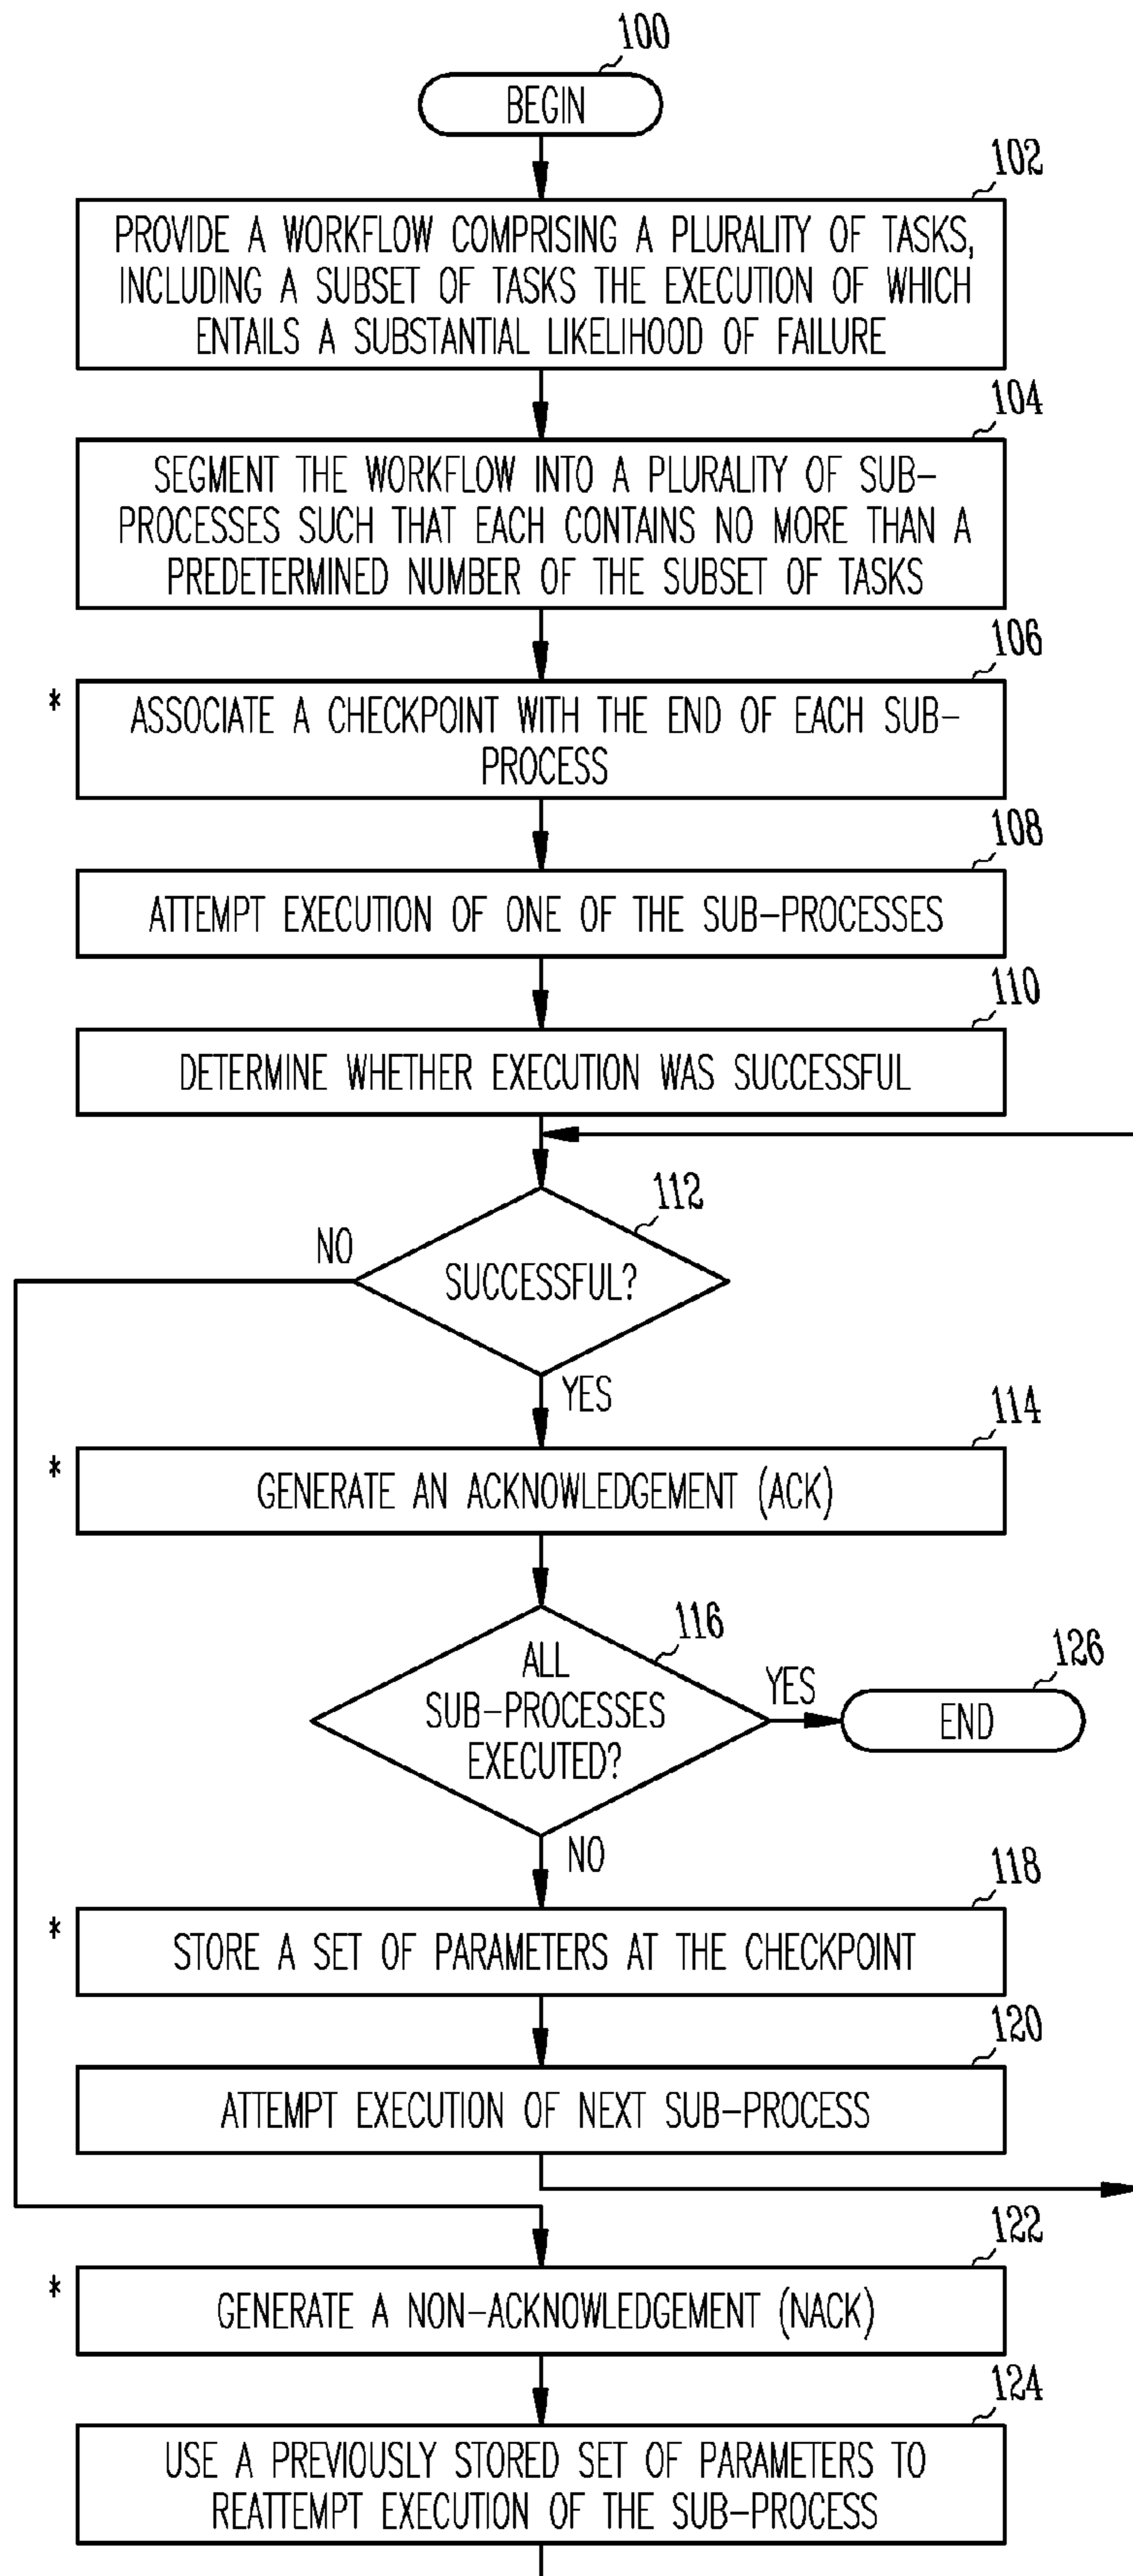 100
BEGIN
102
PROVIDE A WORKFLOW COMPRISING A PLURALITY OF TASKS,
INCLUDING A SUBSET OF TASKS THE EXECUTION OF WHICH
ENTAILS A SUBSTANTIAL LIKELIHOOD OF FAILURE
104
SEGMENT THE WORKFLOW INTO A PLURALITY OF SUB-
PROCESSES SUCH THAT EACH CONTAINS NO MORE THAN A
PREDETERMINED NUMBER OF THE SUBSET OF TASKS
106
*
ASSOCIATE A CHECKPOINT WITH THE END OF EACH SUB-
PROCESS
108
ATTEMPT EXECUTION OF ONE OF THE SUB-PROCESSES
110
DETERMINE WHETHER EXECUTION WAS SUCCESSFUL
112
NO
SUCCESSFUL?
YES
114
*
GENERATE AN ACKNOWLEDGEMENT (ACK)
116
ALL
SUB-PROCESSES
EXECUTED?
YES
126
END
NO
118
*
STORE A SET OF PARAMETERS AT THE CHECKPOINT
120
ATTEMPT EXECUTION OF NEXT SUB-PROCESS
122
*
GENERATE A NON-ACKNOWLEDGEMENT (NACK)
124
USE A PREVIOUSLY STORED SET OF PARAMETERS TO
REATTEMPT EXECUTION OF THE SUB-PROCESS